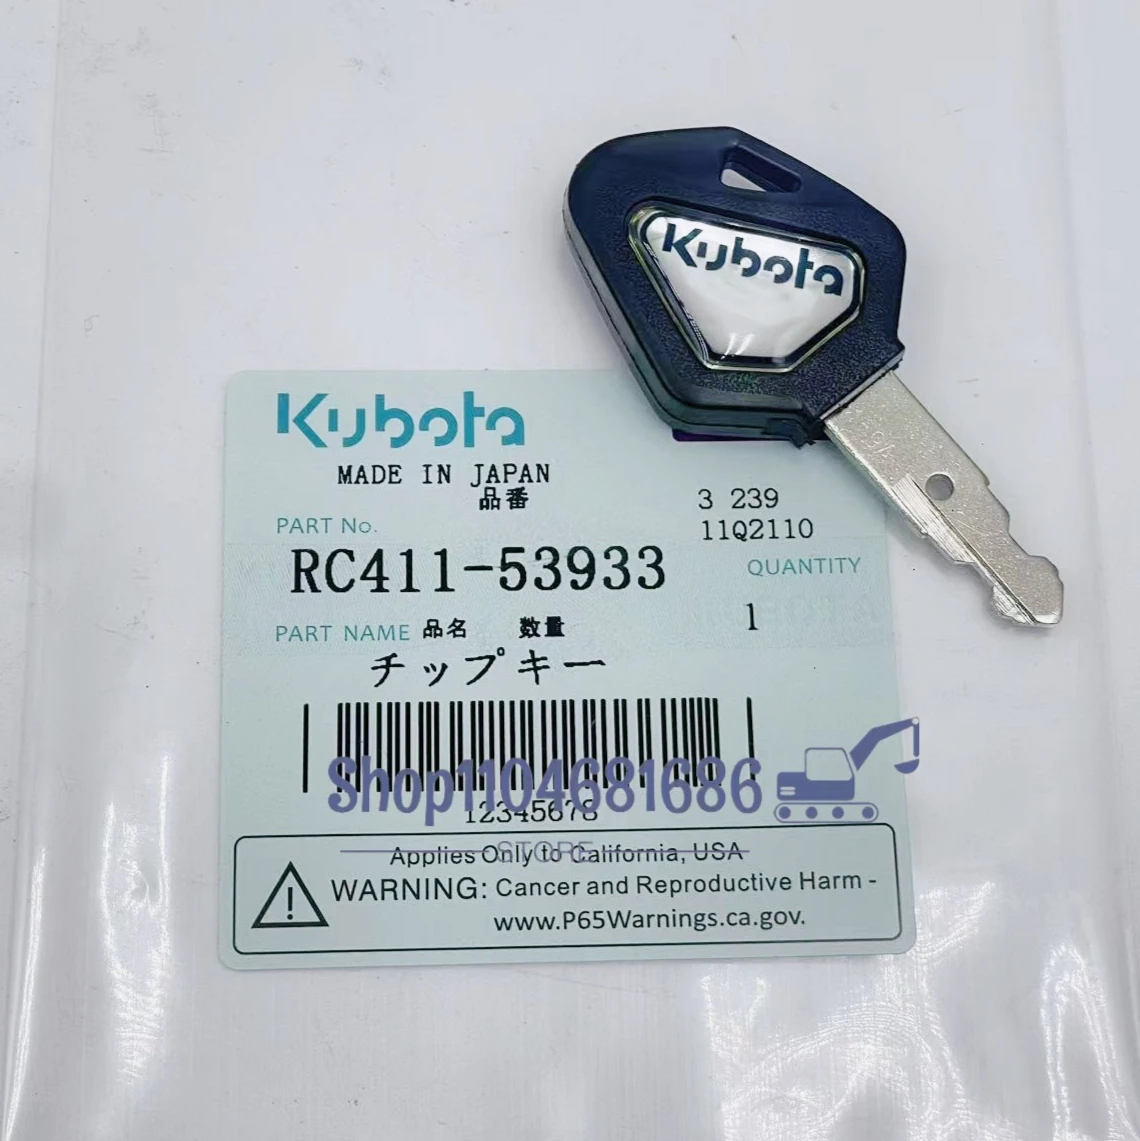 Kubota
Kubota
MADE IN JAPAN
品番
3 239
PART No.
11Q2110
RC411-53933
QUANTITY
PART NAME 品名 数量
1
チップキー
Shop1104681686
12345678
STORE
Applies Only to California, USA
WARNING: Cancer and Reproductive Harm -
www.P65Warnings.ca.gov.